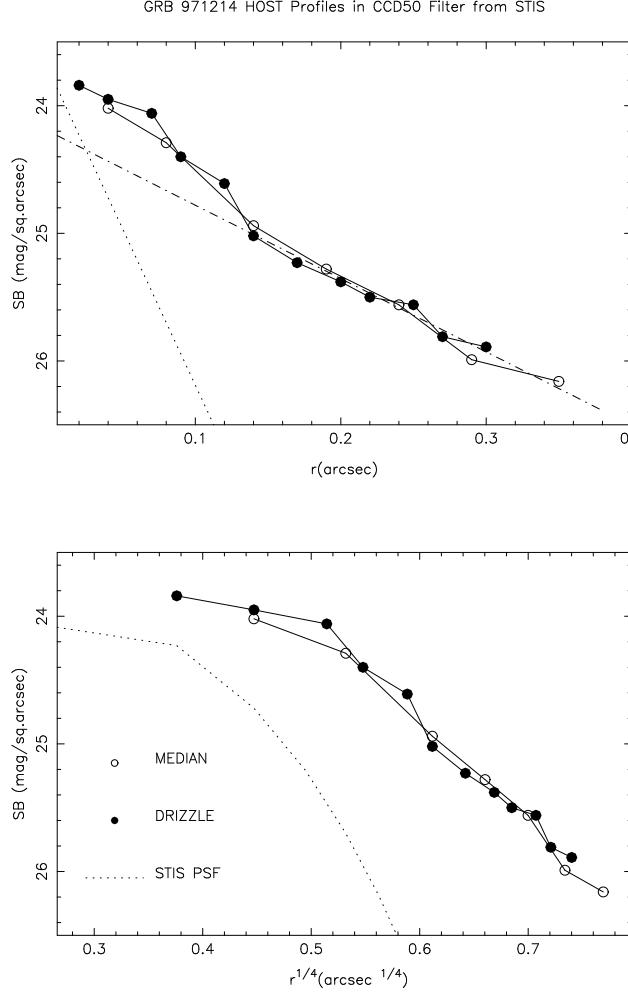 GRB 971214 HOST Profiles in CCD50 Filter from STIS
SB (mag/sq.arcsec)
24
25
26
0.1 0.2 0.3 0
r(arcsec)
SB (mag/sq.arcsec)
24
25
26
MEDIAN
DRIZZLE
STIS PSF
0.3 0.4 0.5 0.6 0.7
r^1/4(arcsec ^1/4)